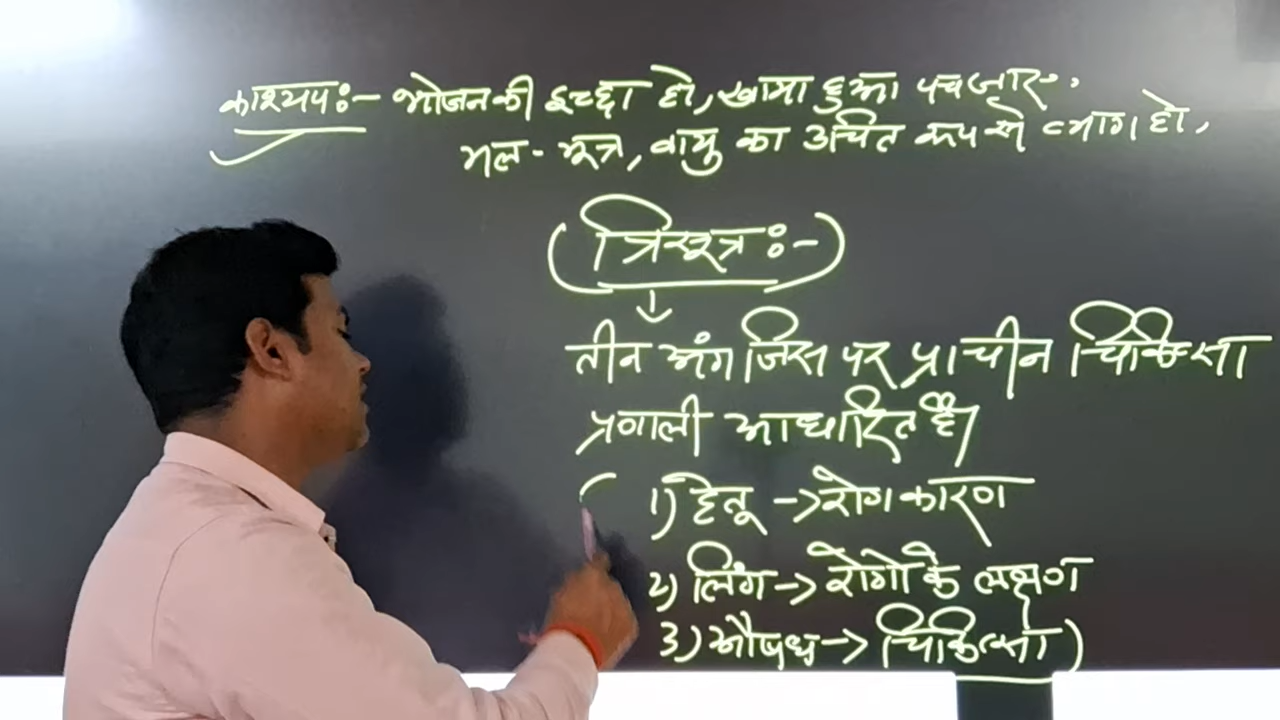 काश्यपः- भोजन की इच्छा हो, खाया हुआ पच जाए,
मल-मूत्र, वायु का उचित रूप से त्याग हो,
(त्रिसूत्रः-)
तीन अंग जिस पर प्राचीन चिकित्सा
प्रणाली आधारित है।
1) हेतू → रोग कारण
2) लिंग → रोगों के लक्षण
3) औषध → चिकित्सा)